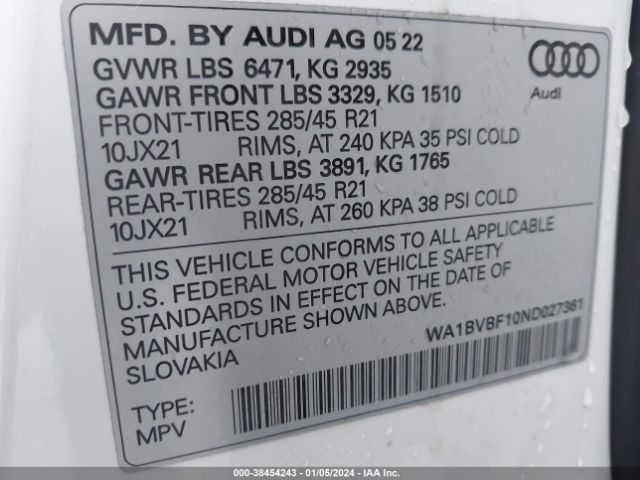 MFD. BY AUDI AG 05 22
GVWR LBS 6471, KG 2935
GAWR FRONT LBS 3329, KG 1510
FRONT-TIRES 285/45 R21
10JX21 RIMS, AT 240 KPA 35 PSI COLD
GAWR REAR LBS 3891, KG 1765
REAR-TIRES 285/45 R21
10JX21 RIMS, AT 260 KPA 38 PSI COLD
Audi
THIS VEHICLE CONFORMS TO ALL APPLICABLE
U.S. FEDERAL MOTOR VEHICLE SAFETY
STANDARDS IN EFFECT ON THE DATE OF
MANUFACTURE SHOWN ABOVE.
SLOVAKIA
WA1BVBF10ND027361
TYPE:
MPV
000-38454243 - 01/05/2024 - IAA Inc.